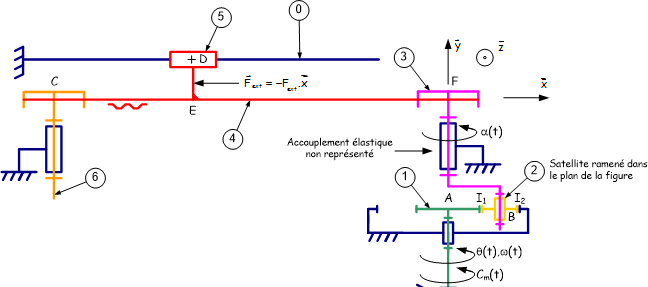 5
0
+ D
3
y
z
C
F⃗ext = -Fext.x⃗
F
x
E
4
α(t)
Accouplement élastique
non représenté
6
1
2
Satellite ramené dans
le plan de la figure
A
I1
I2
B
θ(t),ω(t)
Cm(t)